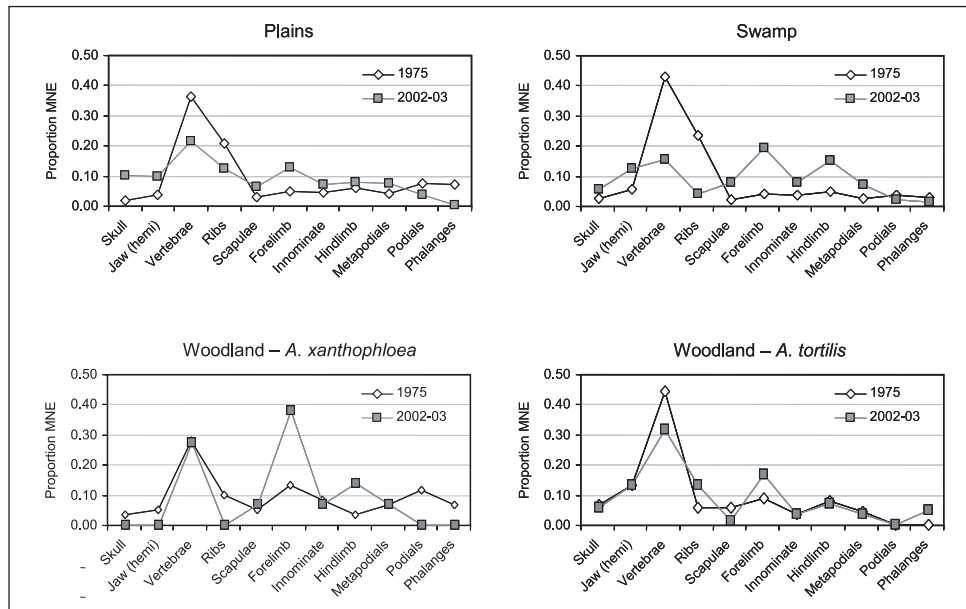 Plains
Proportion MNE
0.50
0.40
0.30
0.20
0.10
0.00
1975
2002-03
Skull
Jaw (hemi)
Vertebrae
Ribs
Scapulae
Forelimb
Innominate
Hindlimb
Metapodials
Podials
Phalanges
Swamp
Proportion MNE
0.50
0.40
0.30
0.20
0.10
0.00
1975
2002-03
Skull
Jaw (hemi)
Vertebrae
Ribs
Scapulae
Forelimb
Innominate
Hindlimb
Metapodials
Podials
Phalanges
Woodland – A. xanthophloea
Proportion MNE
0.50
0.40
0.30
0.20
0.10
0.00
1975
2002-03
Skull
Jaw (hemi)
Vertebrae
Ribs
Scapulae
Forelimb
Innominate
Hindlimb
Metapodials
Podials
Phalanges
Woodland – A. tortilis
Proportion MNE
0.50
0.40
0.30
0.20
0.10
0.00
1975
2002-03
Skull
Jaw (hemi)
Vertebrae
Ribs
Scapulae
Forelimb
Innominate
Hindlimb
Metapodials
Podials
Phalanges